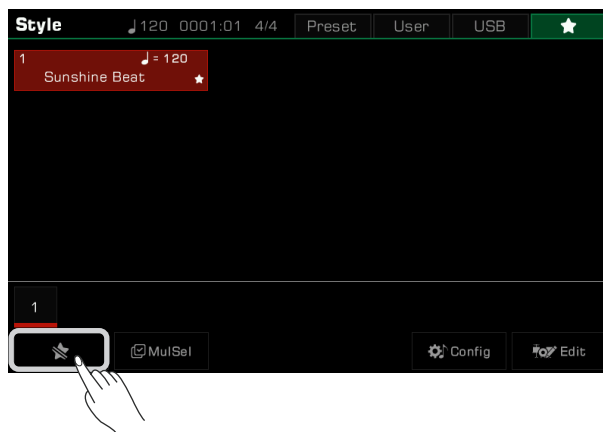 Style ♩120 0001:01 4/4 Preset User USB
1 ♩= 120
Sunshine Beat
1
MulSel Config Edit